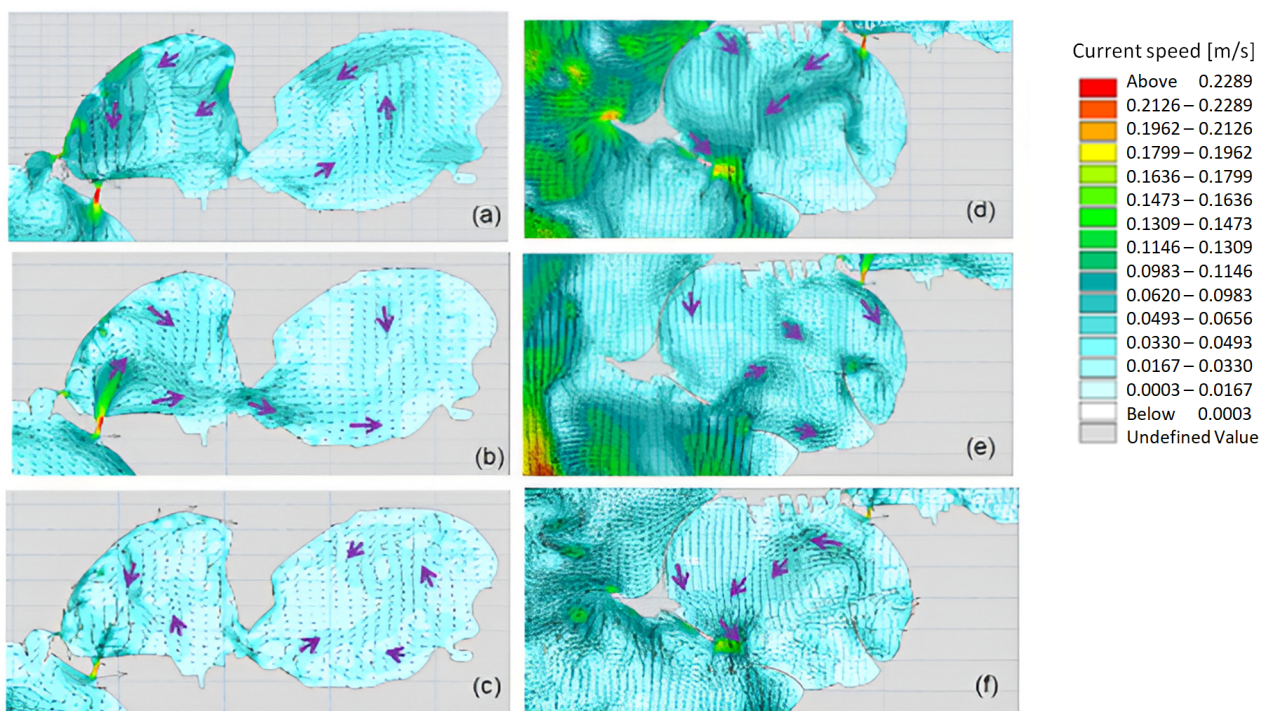 (a)
(b)
(c)
(d)
(e)
(f)
Current speed [m/s]
Above 0.2289
0.2126 – 0.2289
0.1962 – 0.2126
0.1799 – 0.1962
0.1636 – 0.1799
0.1473 – 0.1636
0.1309 – 0.1473
0.1146 – 0.1309
0.0983 – 0.1146
0.0620 – 0.0983
0.0493 – 0.0656
0.0330 – 0.0493
0.0167 – 0.0330
0.0003 – 0.0167
Below 0.0003
Undefined Value